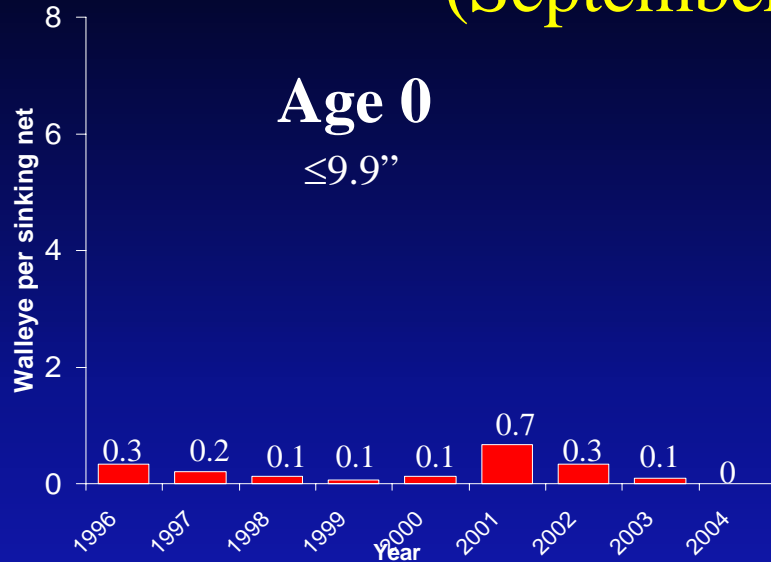 (September
Age 0
≤9.9”
Walleye per sinking net
8
6
4
2
0
0.3 0.2 0.1 0.1 0.1 0.7 0.3 0.1 0
1996 1997 1998 1999 2000 2001 2002 2003 2004
Year